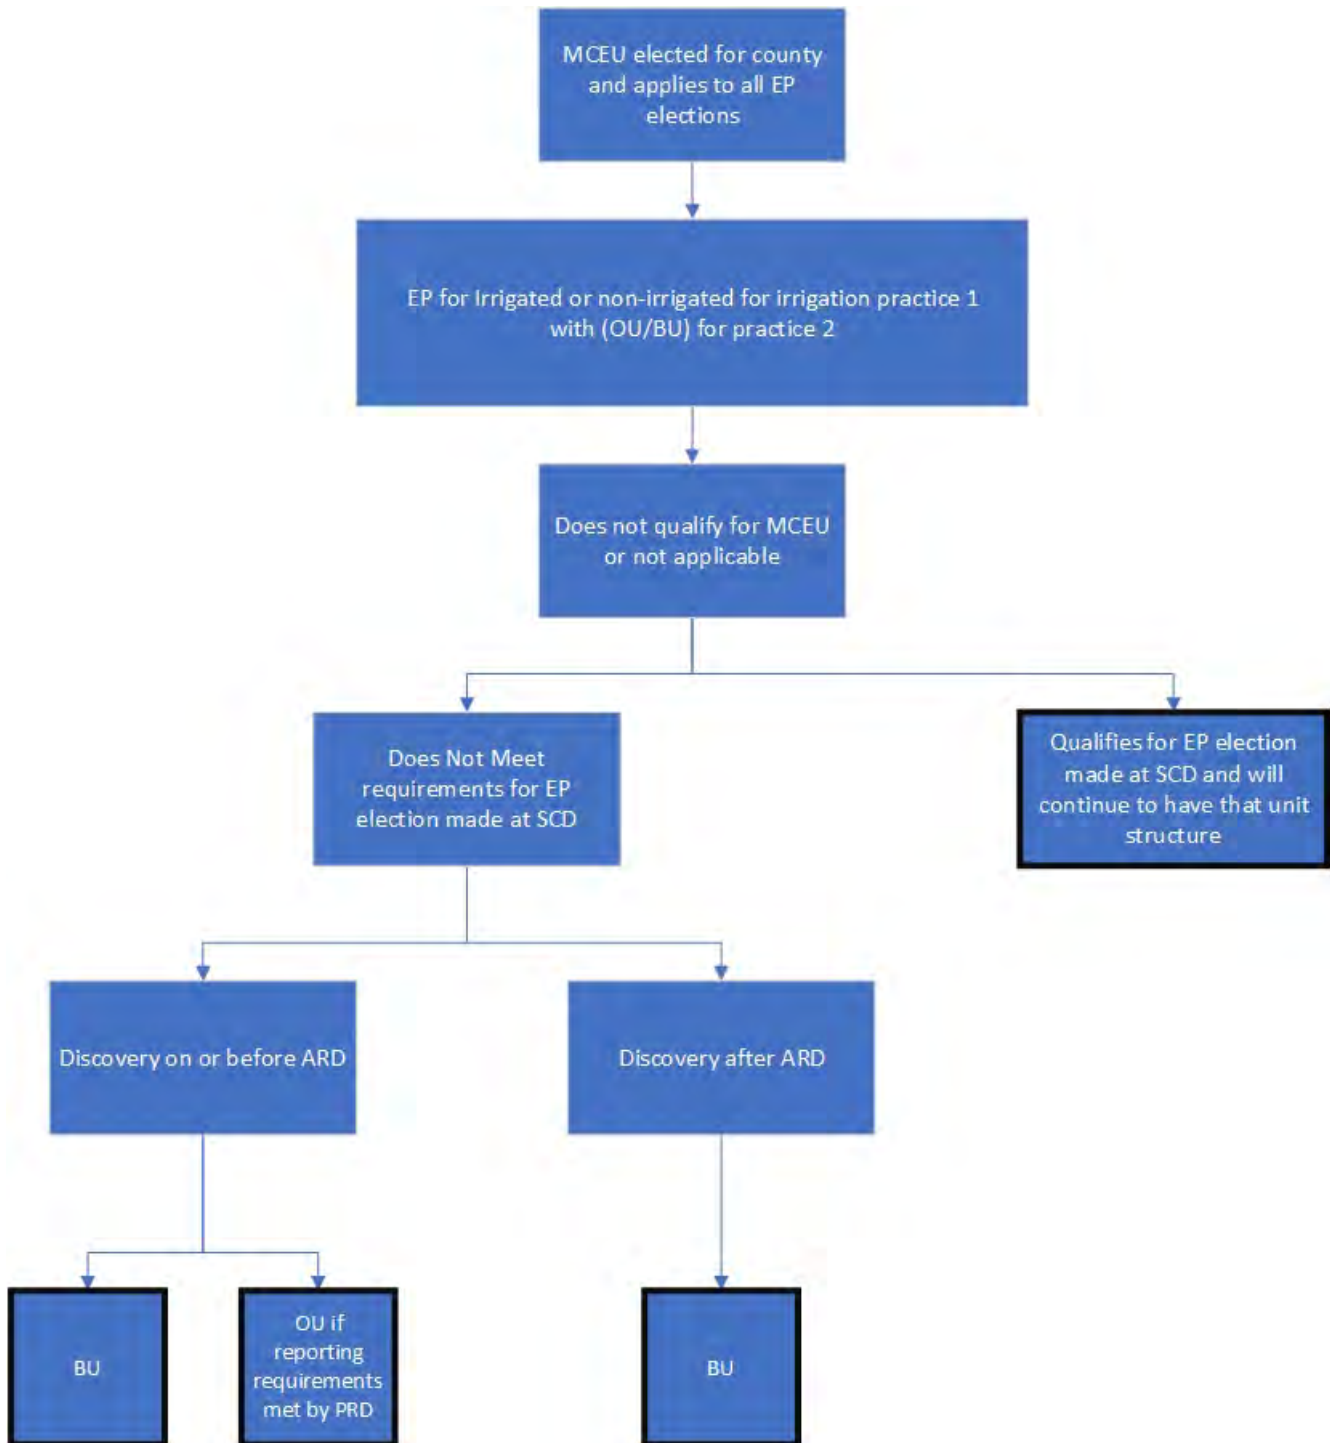 MCEU elected for county
and applies to all EP
elections
EP for Irrigated or non-irrigated for irrigation practice 1
with (OU/BU) for practice 2
Does not qualify for MCEU
or not applicable
Does Not Meet
requirements for EP
election made at SCD
Qualifies for EP election
made at SCD and will
continue to have that unit
structure
Discovery on or before ARD
Discovery after ARD
BU
OU if
reporting
requirements
met by PRD
BU